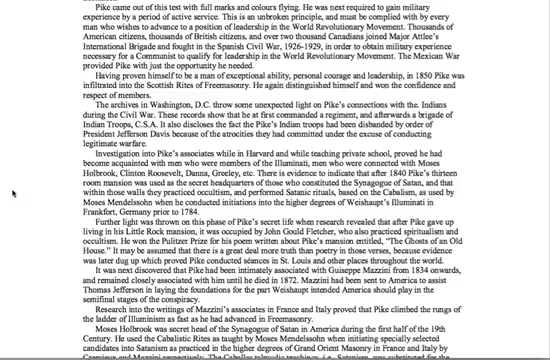 Pike came out of this test with full marks and colours flying. He was next required to gain military
experience by a period of active service. This is an unbroken principle, and must be complied with by every
man who wishes to advance to a position of leadership in the World Revolutionary Movement. Thousands of
American citizens, thousands of British citizens, and over two thousand Canadians joined Major Attlee's
International Brigade and fought in the Spanish Civil War, 1926-1929, in order to obtain military experience
necessary for a Communist to qualify for leadership in the World Revolutionary Movement. The Mexican War
provided Pike with just the opportunity he needed.
Having proven himself to be a man of exceptional ability, personal courage and leadership, in 1850 Pike was
infiltrated into the Scottish Rites of Freemasonry. He again distinguished himself and won the confidence and
respect of members.
The archives in Washington, D.C. throw some unexpected light on Pike's connections with the. Indians
during the Civil War. These records show that he at first commanded a regiment, and afterwards a brigade of
Indian Troops, C.S.A. It also discloses the fact the Pike's Indian troops had been disbanded by order of
President Jefferson Davis because of the atrocities they had committed under the excuse of conducting
legitimate warfare.
Investigation into Pike's associates while in Harvard and while teaching private school, proved he had
become acquainted with men who were members of the Illuminati, men who were connected with Moses
Holbrook, Clinton Roosevelt, Danna, Greeley, etc. There is evidence to indicate that after 1840 Pike's thirteen
room mansion was used as the secret headquarters of those who constituted the Synagogue of Satan, and that
within those walls they practiced occultism, and performed Satanic rituals, based on the Cabalism, as used by
Moses Mendelssohn when he conducted initiations into the higher degrees of Weishaupt's Illuminati in
Frankfort, Germany prior to 1784.
Further light was thrown on this phase of Pike's secret life when research revealed that after Pike gave up
living in his Little Rock mansion, it was occupied by John Gould Fletcher, who also practiced spiritualism and
occultism. He won the Pulitzer Prize for his poem written about Pike's mansion entitled, "The Ghosts of an Old
House." It may be assumed that there is a great deal more truth than poetry in those verses, because evidence
was later dug up which proved Pike conducted séances in St. Louis and other places throughout the world.
It was next discovered that Pike had been intimately associated with Guiseppe Mazzini from 1834 onwards,
and remained closely associated with him until he died in 1872. Mazzini had been sent to America to assist
Thomas Jefferson in laying the foundations for the part Weishaupt intended America should play in the
semifinal stages of the conspiracy.
Research into the writings of Mazzini's associates in France and Italy proved that Pike climbed the rungs of
the ladder of Illuminism as fast as he had advanced in Freemasonry.
Moses Holbrook was secret head of the Synagogue of Satan in America during the first half of the 19th
Century. He used the Cabalistic Rites as taught by Moses Mendelssohn when initiating specially selected
candidates into Satanism as practiced in the higher degrees of Grand Orient Masonry in France and Italy by